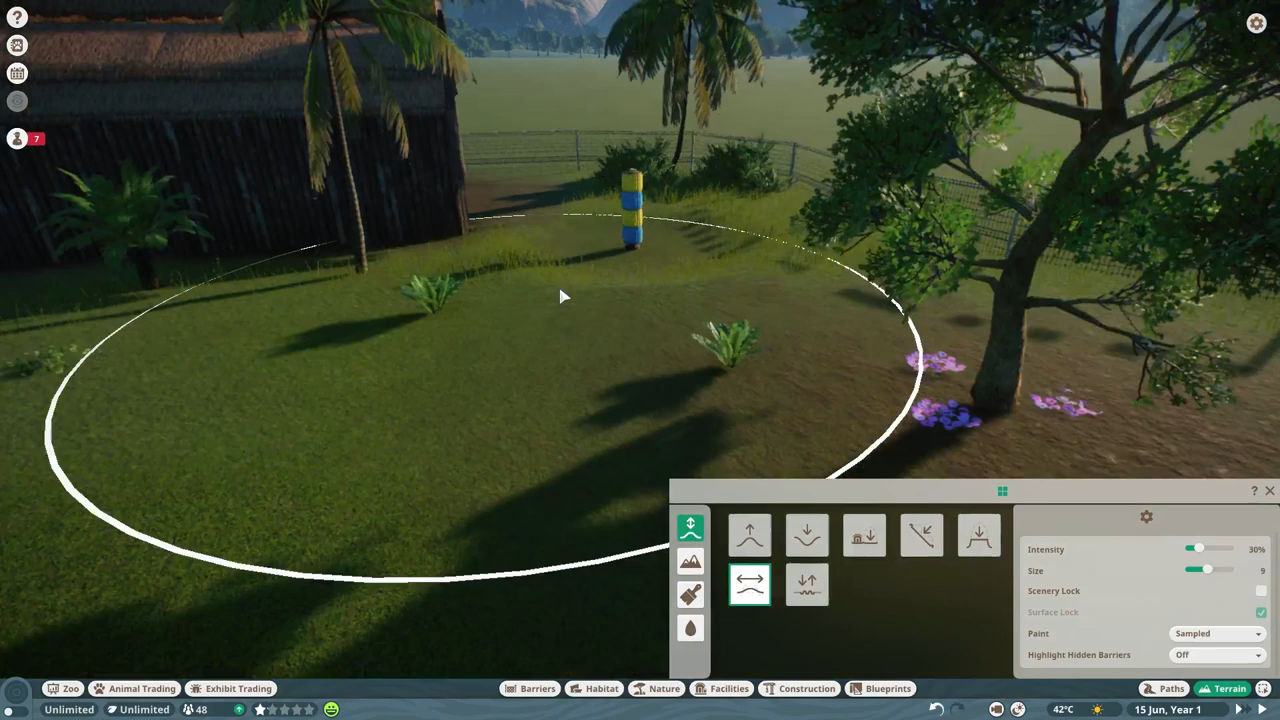 7
Intensity 30%
Size 9
Scenery Lock
Surface Lock
Paint Sampled
Highlight Hidden Barriers Off
Zoo Animal Trading Exhibit Trading Barriers Habitat Nature Facilities Construction Blueprints Paths Terrain
Unlimited Unlimited 48 42°C 15 Jun, Year 1